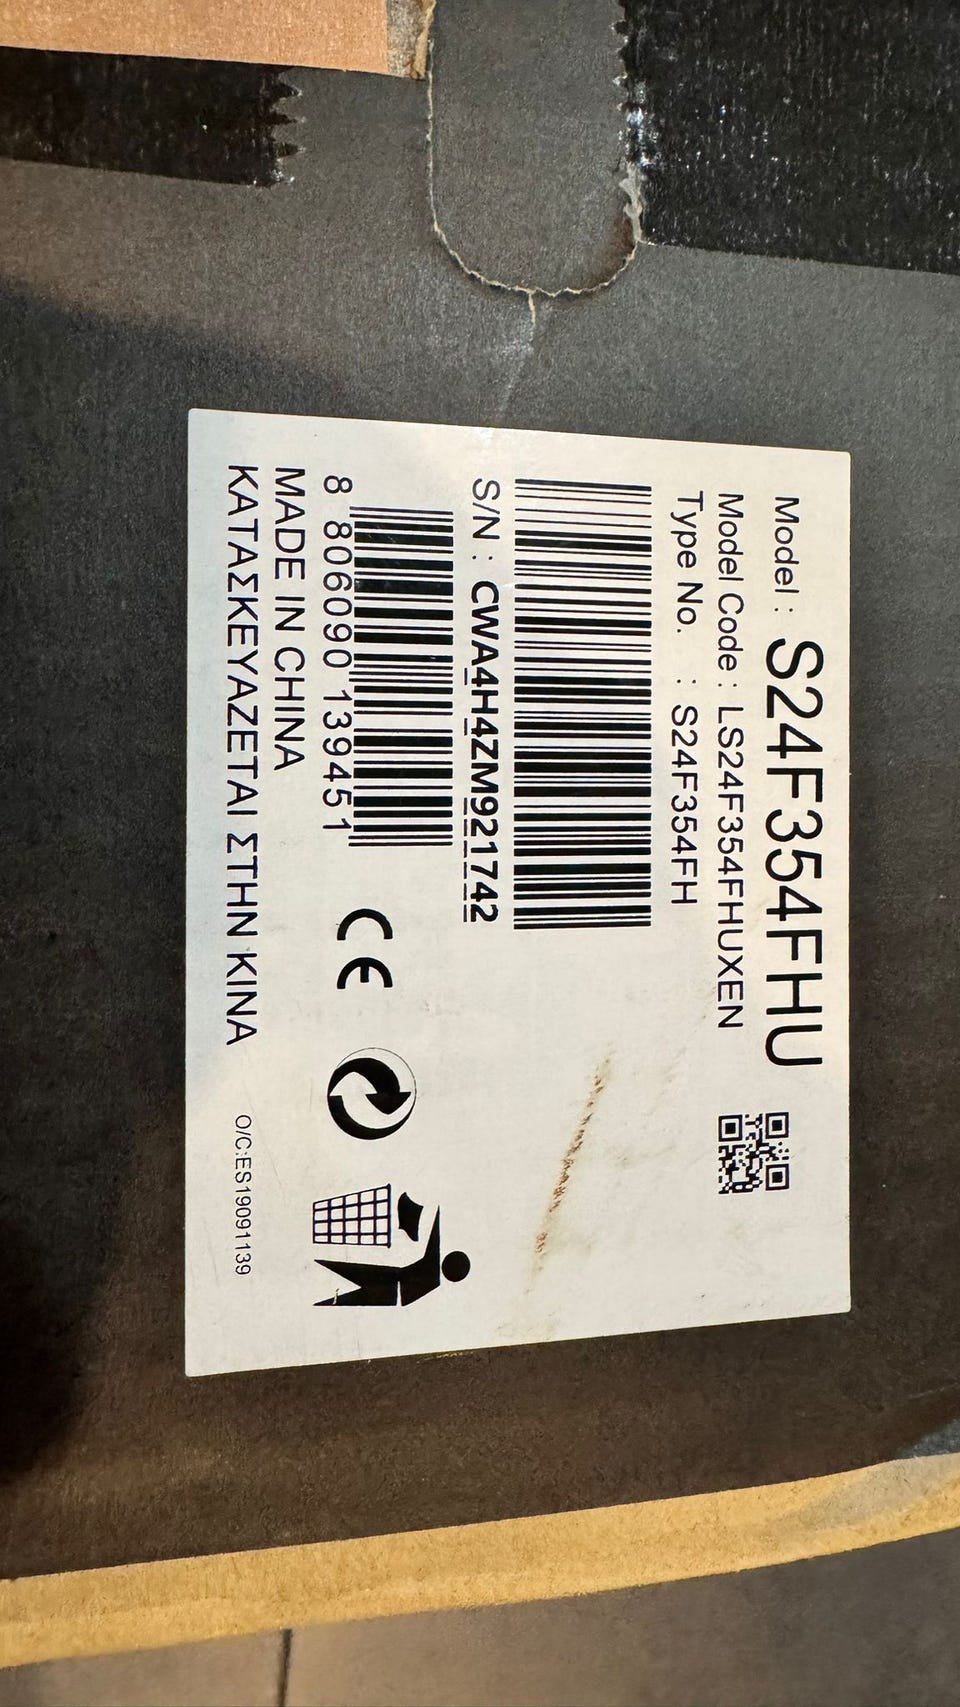 Model : S24F354FHU
Model Code : LS24F354FHUXEN
Type No. : S24F354FH
S/N : CWA4H4ZM921742
8 806090 139451
MADE IN CHINA
ΚΑΤΑΣΚΕΥΑΖΕΤΑΙ ΣΤΗΝ ΚΙΝΑ
O/C:ES19091139